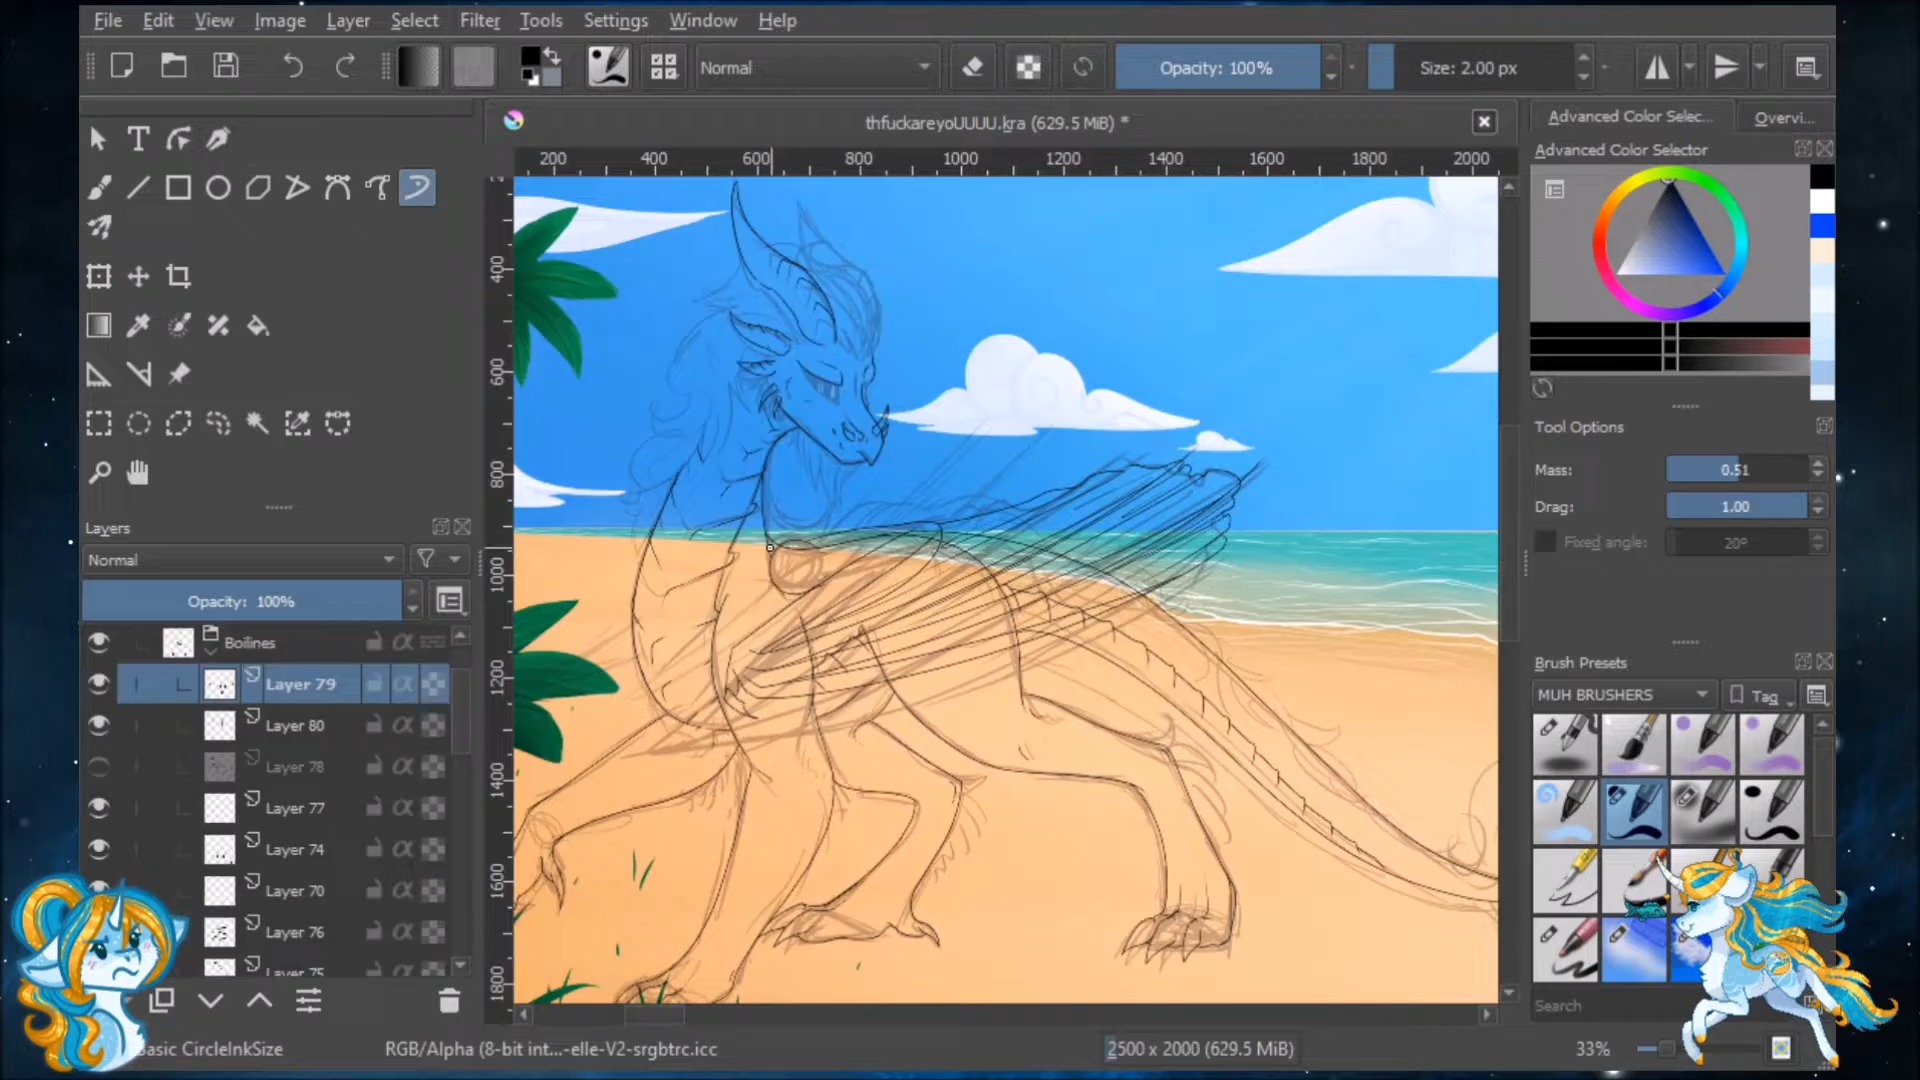 File Edit View Image Layer Select Filter Tools Settings Window Help
Normal
Opacity: 100%
Size: 2.00 px
thfuckareyoUUUU.kra (629.5 MiB) *
Advanced Color Selec...
Overvi...
Advanced Color Selector
200 400 600 800 1000 1200 1400 1600 1800 2000
400
600
800
1000
1200
1400
1600
1800
Tool Options
Mass: 0.51
Drag: 1.00
Fixed angle: 20º
Layers
Normal
Opacity: 100%
Layer 79
Layer 80
Layer 78
Layer 77
Layer 74
Layer 70
Layer 76
Layer 75
Brush Presets
MUH BRUSHERS
Tag
Search
Basic CircleInkSize
RGB/Alpha (8-bit int...-elle-V2-srgbtrc.icc
2500 x 2000 (629.5 MiB)
33%